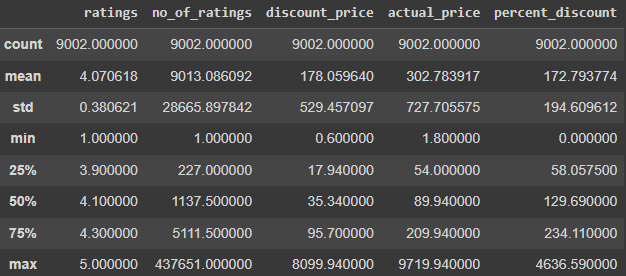 ratings no_of_ratings discount_price actual_price percent_discount
count 9002.000000 9002.000000 9002.000000 9002.000000 9002.000000
mean 4.070618 9013.086092 178.059640 302.783917 172.793774
std 0.380621 28665.897842 529.457097 727.705575 194.609612
min 1.000000 1.000000 0.600000 1.800000 0.000000
25% 3.900000 227.000000 17.940000 54.000000 58.057500
50% 4.100000 1137.500000 35.340000 89.940000 129.690000
75% 4.300000 5111.500000 95.700000 209.940000 234.110000
max 5.000000 437651.000000 8099.940000 9719.940000 4636.590000